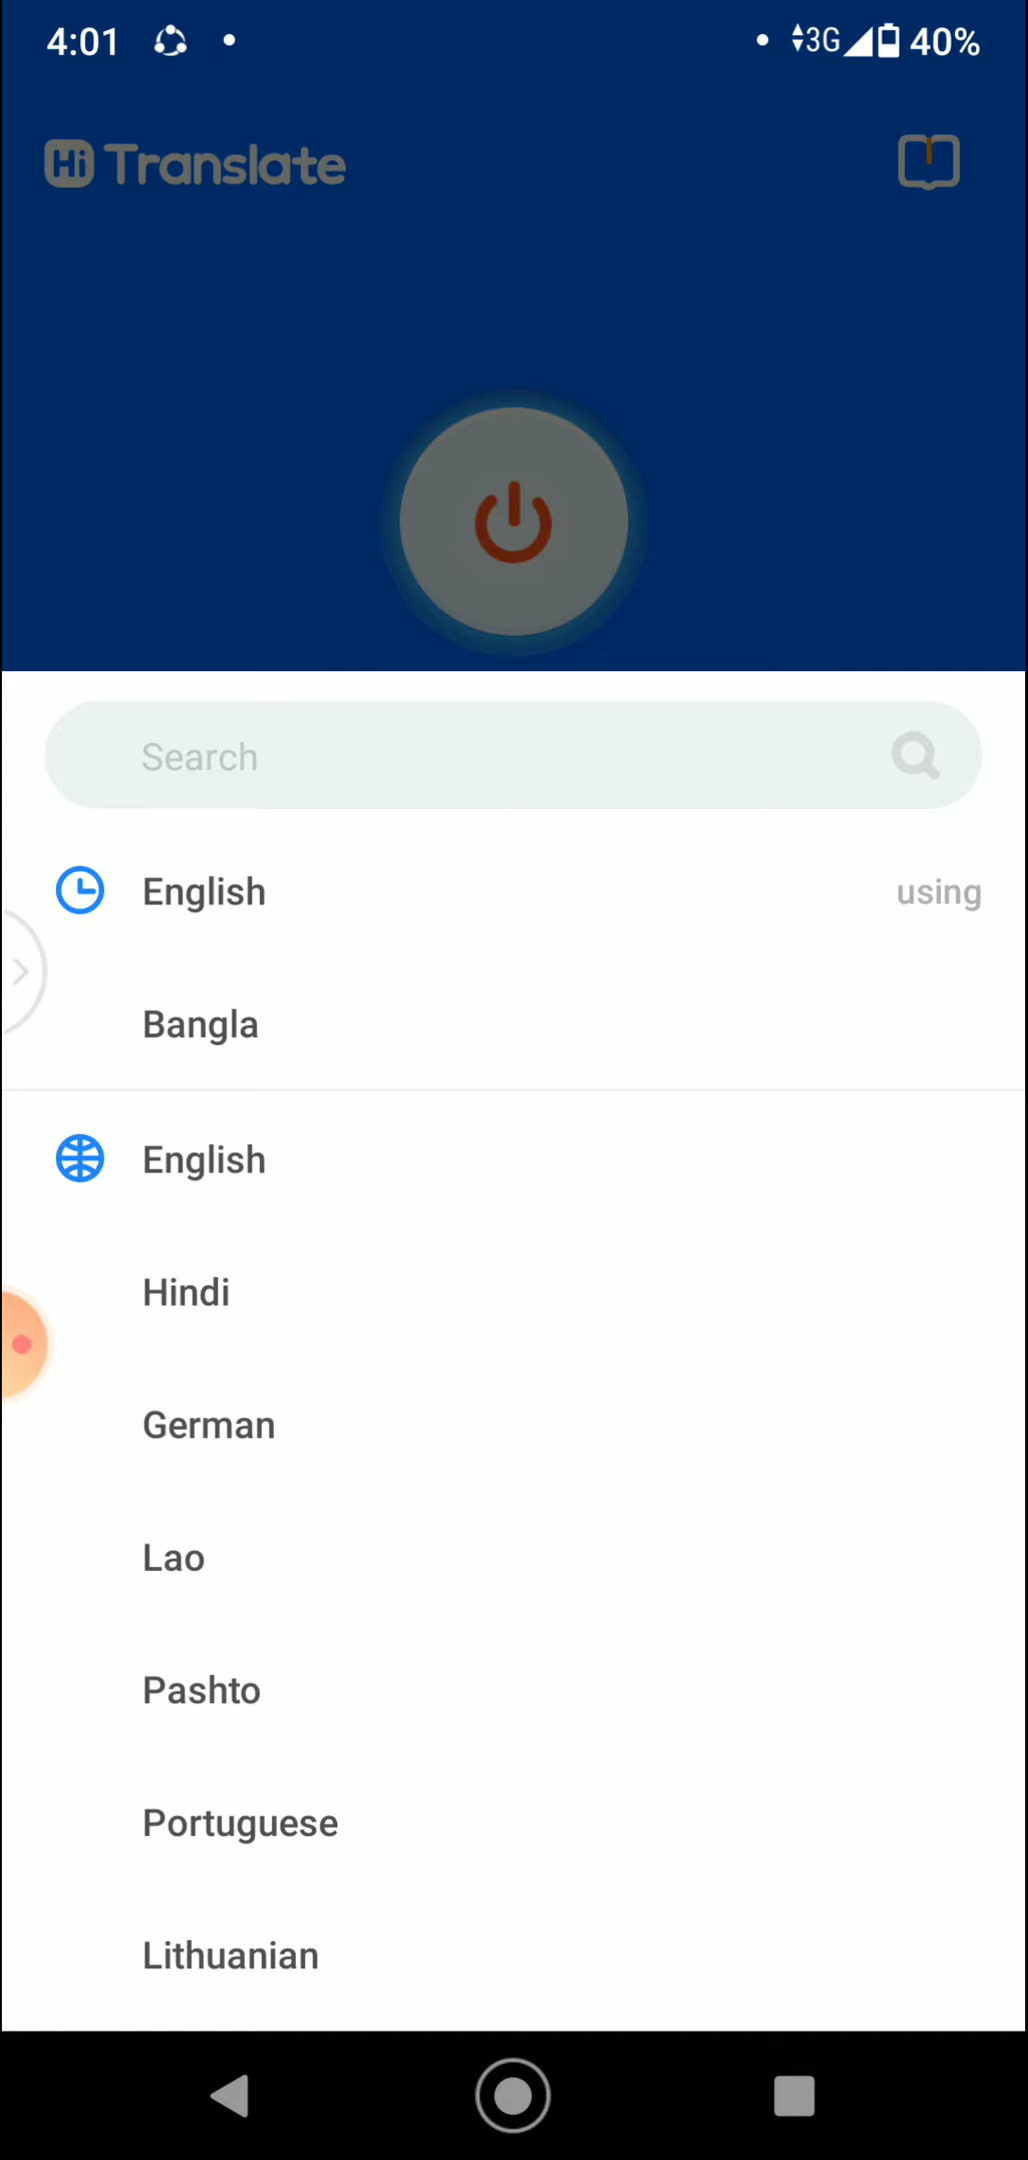 4:01 3G 40%
Hi Translate
Search
English using
Bangla
English
Hindi
German
Lao
Pashto
Portuguese
Lithuanian